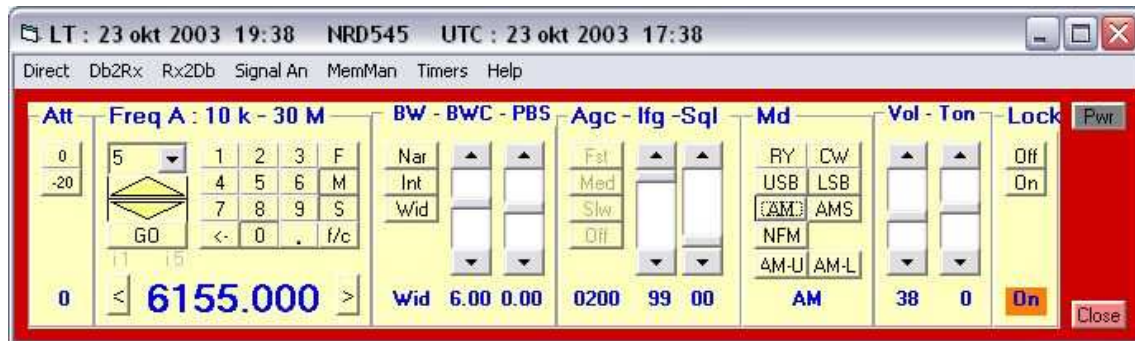 LT : 23 okt 2003 19:38 NRD545 UTC : 23 okt 2003 17:38
Direct Db2Rx Rx2Db Signal An MemMan Timers Help
Att Freq A : 10 k - 30 M BW - BWC - PBS Agc - Ifg -Sql Md Vol - Ton Lock Pwr
0 5 1 2 3 F Nar Fst RY CW Off
-20 4 5 6 M Int Med USB LSB On
7 8 9 S Wid Slw AM AMS
GO <- 0 . f/c Off NFM
i1 i5 AM-U AM-L
0 < 6155.000 > Wid 6.00 0.00 0200 99 00 AM 38 0 On Close